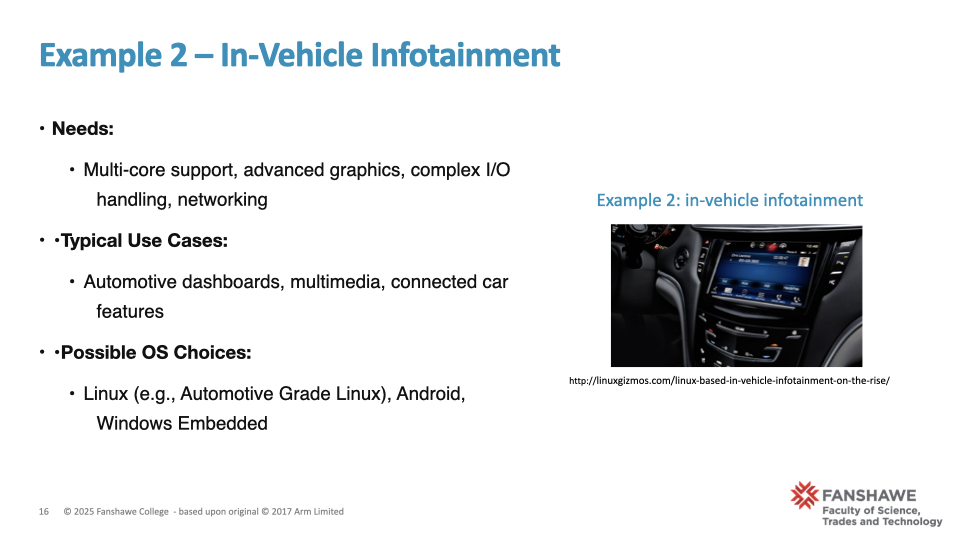 Example 2 – In-Vehicle Infotainment
• Needs:
• Multi-core support, advanced graphics, complex I/O
handling, networking
• •Typical Use Cases:
• Automotive dashboards, multimedia, connected car
features
• •Possible OS Choices:
• Linux (e.g., Automotive Grade Linux), Android,
Windows Embedded
Example 2: in-vehicle infotainment
http://linuxgizmos.com/linux-based-in-vehicle-infotainment-on-the-rise/
16 © 2025 Fanshawe College - based upon original © 2017 Arm Limited
FANSHAWE
Faculty of Science,
Trades and Technology